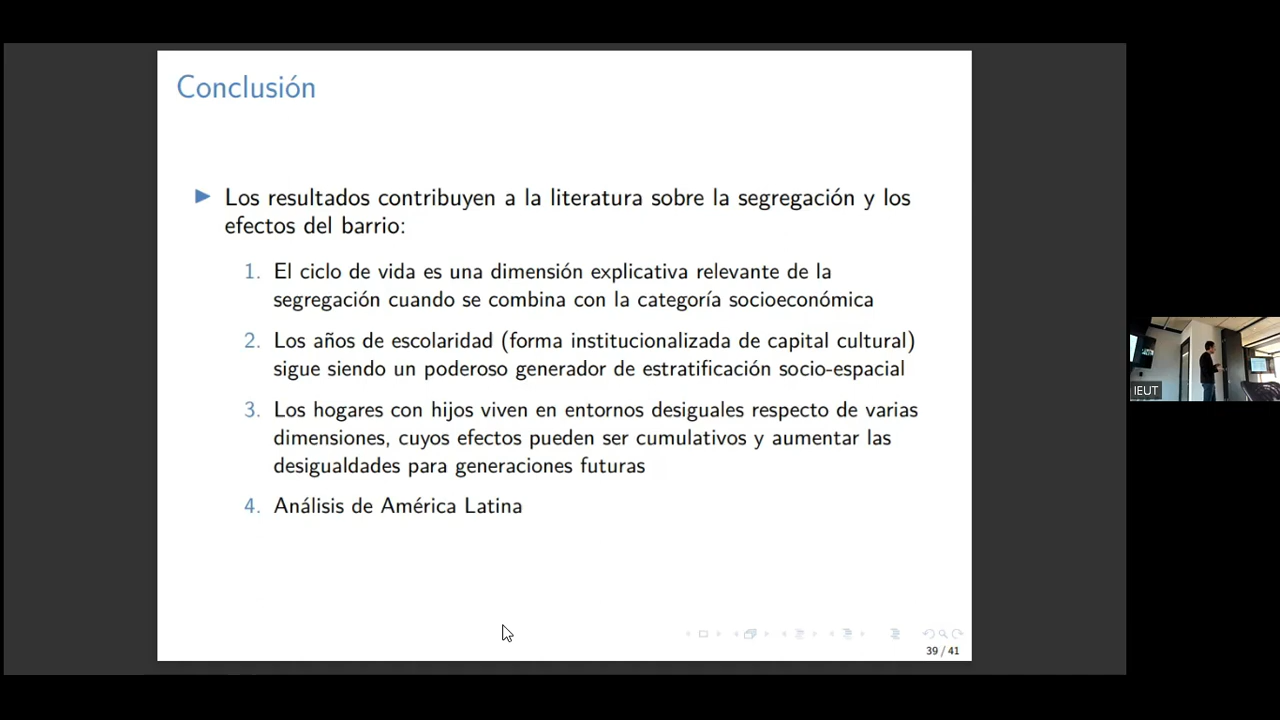 Conclusión
Los resultados contribuyen a la literatura sobre la segregación y los
efectos del barrio:
1. El ciclo de vida es una dimensión explicativa relevante de la
segregación cuando se combina con la categoría socioeconómica
2. Los años de escolaridad (forma institucionalizada de capital cultural)
sigue siendo un poderoso generador de estratificación socio-espacial
3. Los hogares con hijos viven en entornos desiguales respecto de varias
dimensiones, cuyos efectos pueden ser cumulativos y aumentar las
desigualdades para generaciones futuras
4. Análisis de América Latina
39 / 41
IEUT